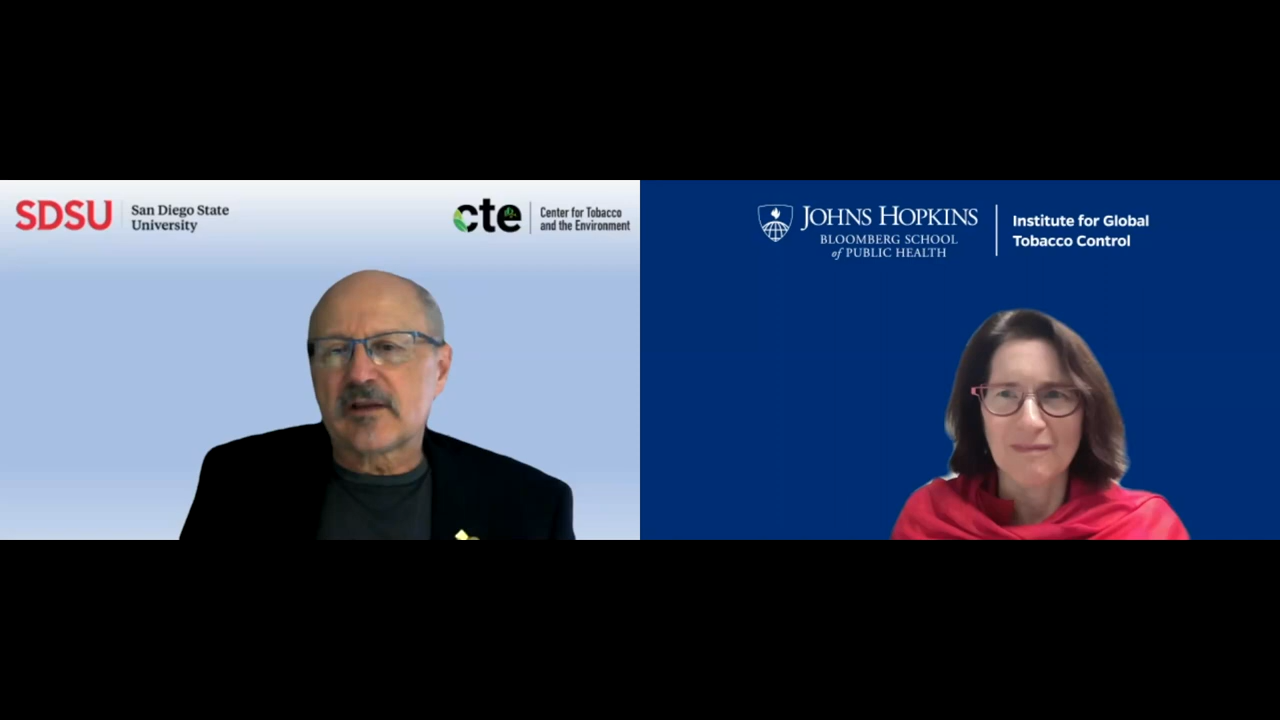 SDSU
San Diego State
University
cte
Center for Tobacco
and the Environment
JOHNS HOPKINS
BLOOMBERG SCHOOL
of PUBLIC HEALTH
Institute for Global
Tobacco Control